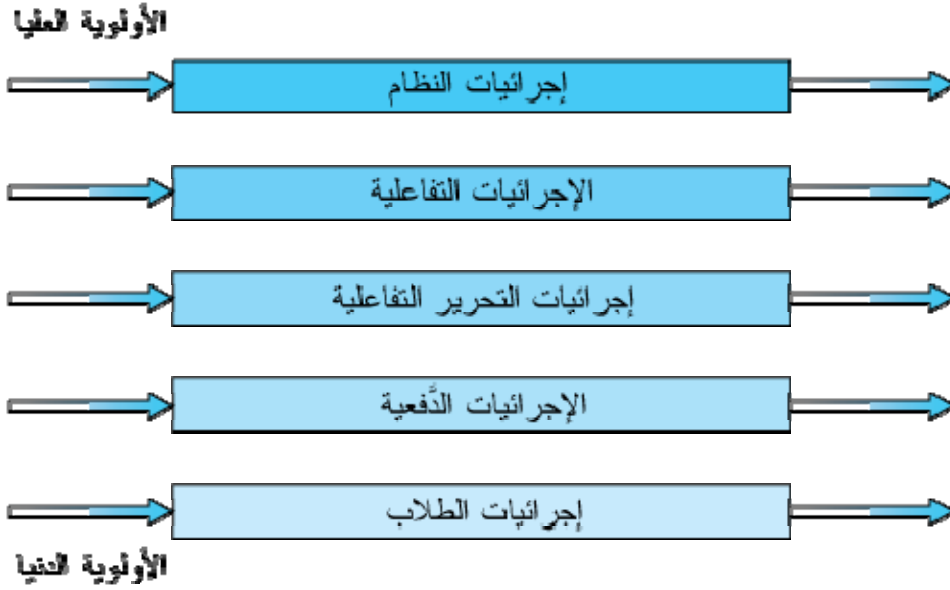 الأولوية العليا
إجرائيات النظام
الإجرائيات التفاعلية
إجرائيات التحرير التفاعلية
الإجرائيات الدَّفعية
إجرائيات الطلاب
الأولوية الدنيا